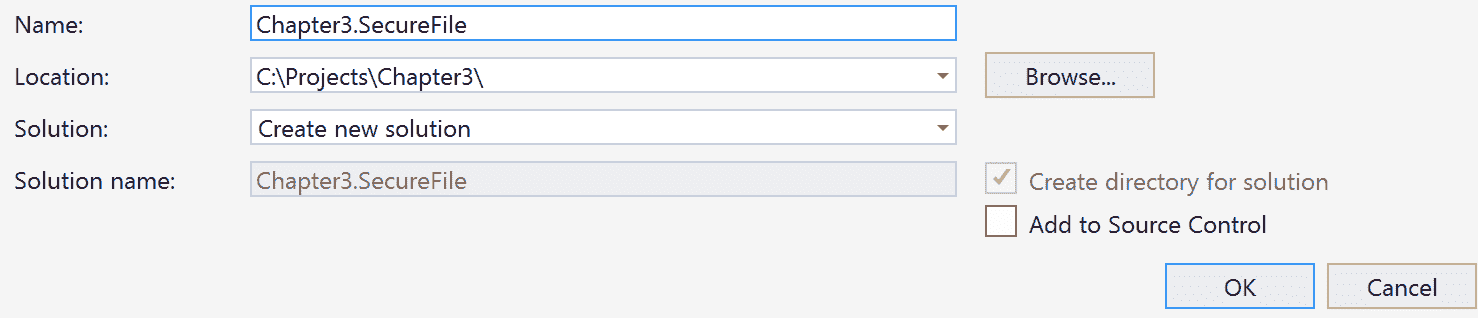 Name: Chapter3.SecureFile
Location: C:\Projects\Chapter3\ Browse...
Solution: Create new solution
Solution name: Chapter3.SecureFile Create directory for solution
Add to Source Control
OK Cancel